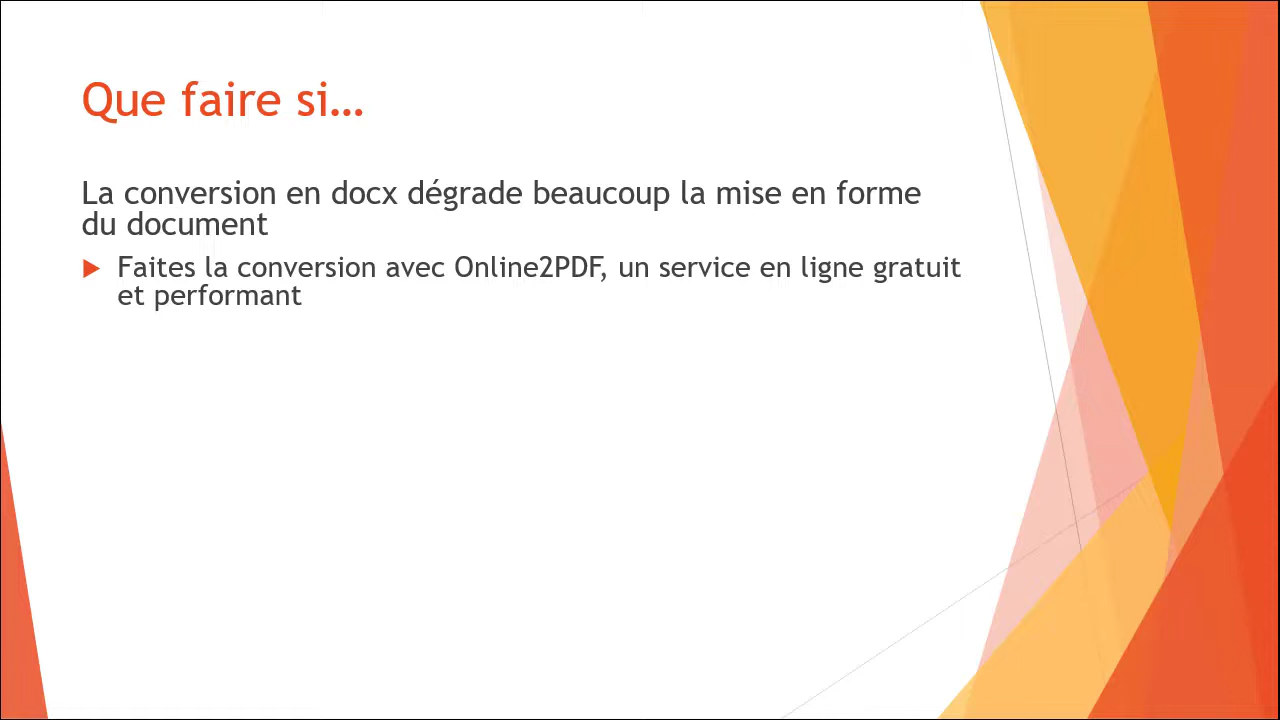 Que faire si…
La conversion en docx dégrade beaucoup la mise en forme
du document
Faites la conversion avec Online2PDF, un service en ligne gratuit
et performant